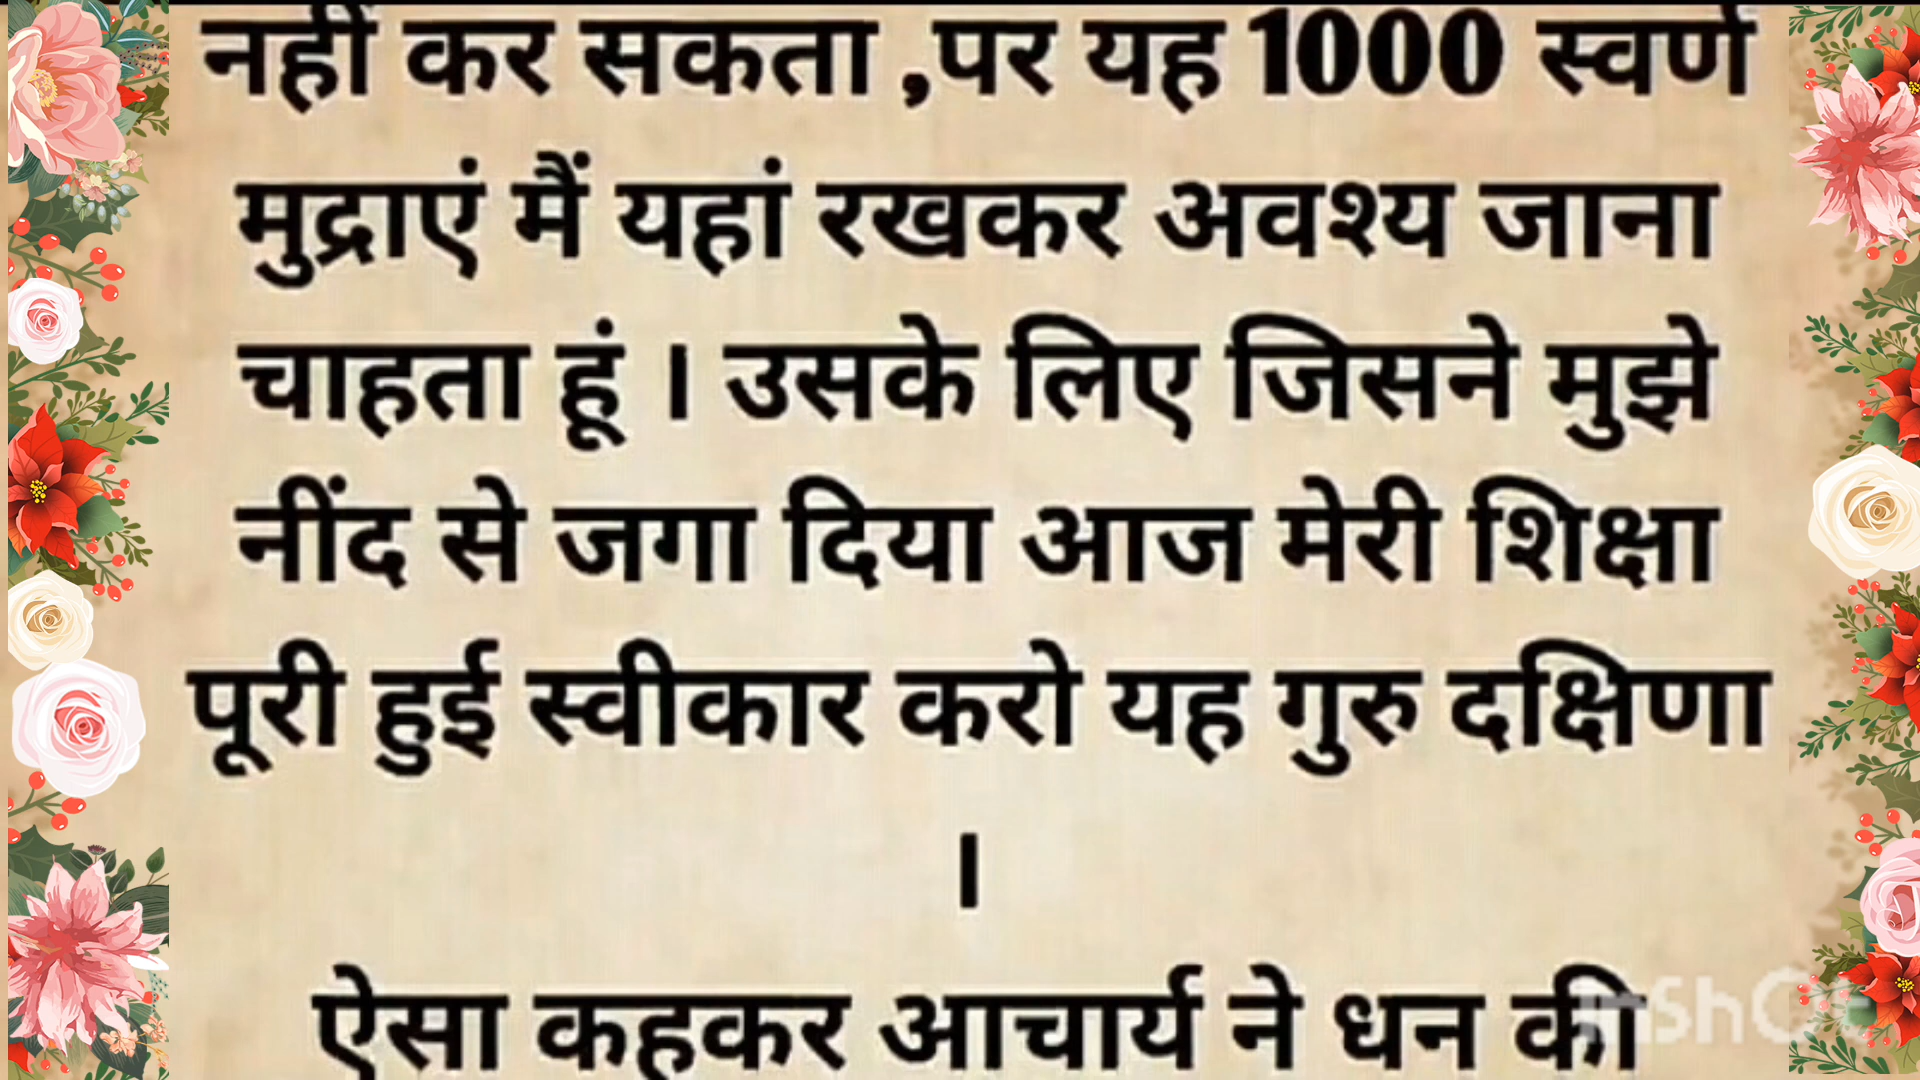 नहीं कर सकता ,पर यह 1000 स्वर्ण
मुद्राएं मैं यहां रखकर अवश्य जाना
चाहता हूं । उसके लिए जिसने मुझे
नींद से जगा दिया आज मेरी शिक्षा
पूरी हुई स्वीकार करो यह गुरु दक्षिणा
।
ऐसा कहकर आचार्य ने धन की
InShOt